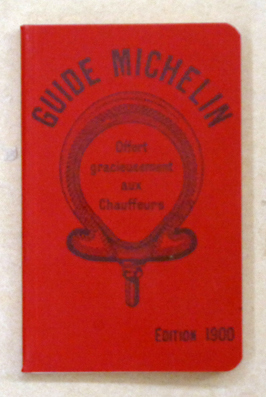 GUIDE MICHELIN
Offert
gracieusement
aux
Chauffeurs
EDITION 1900